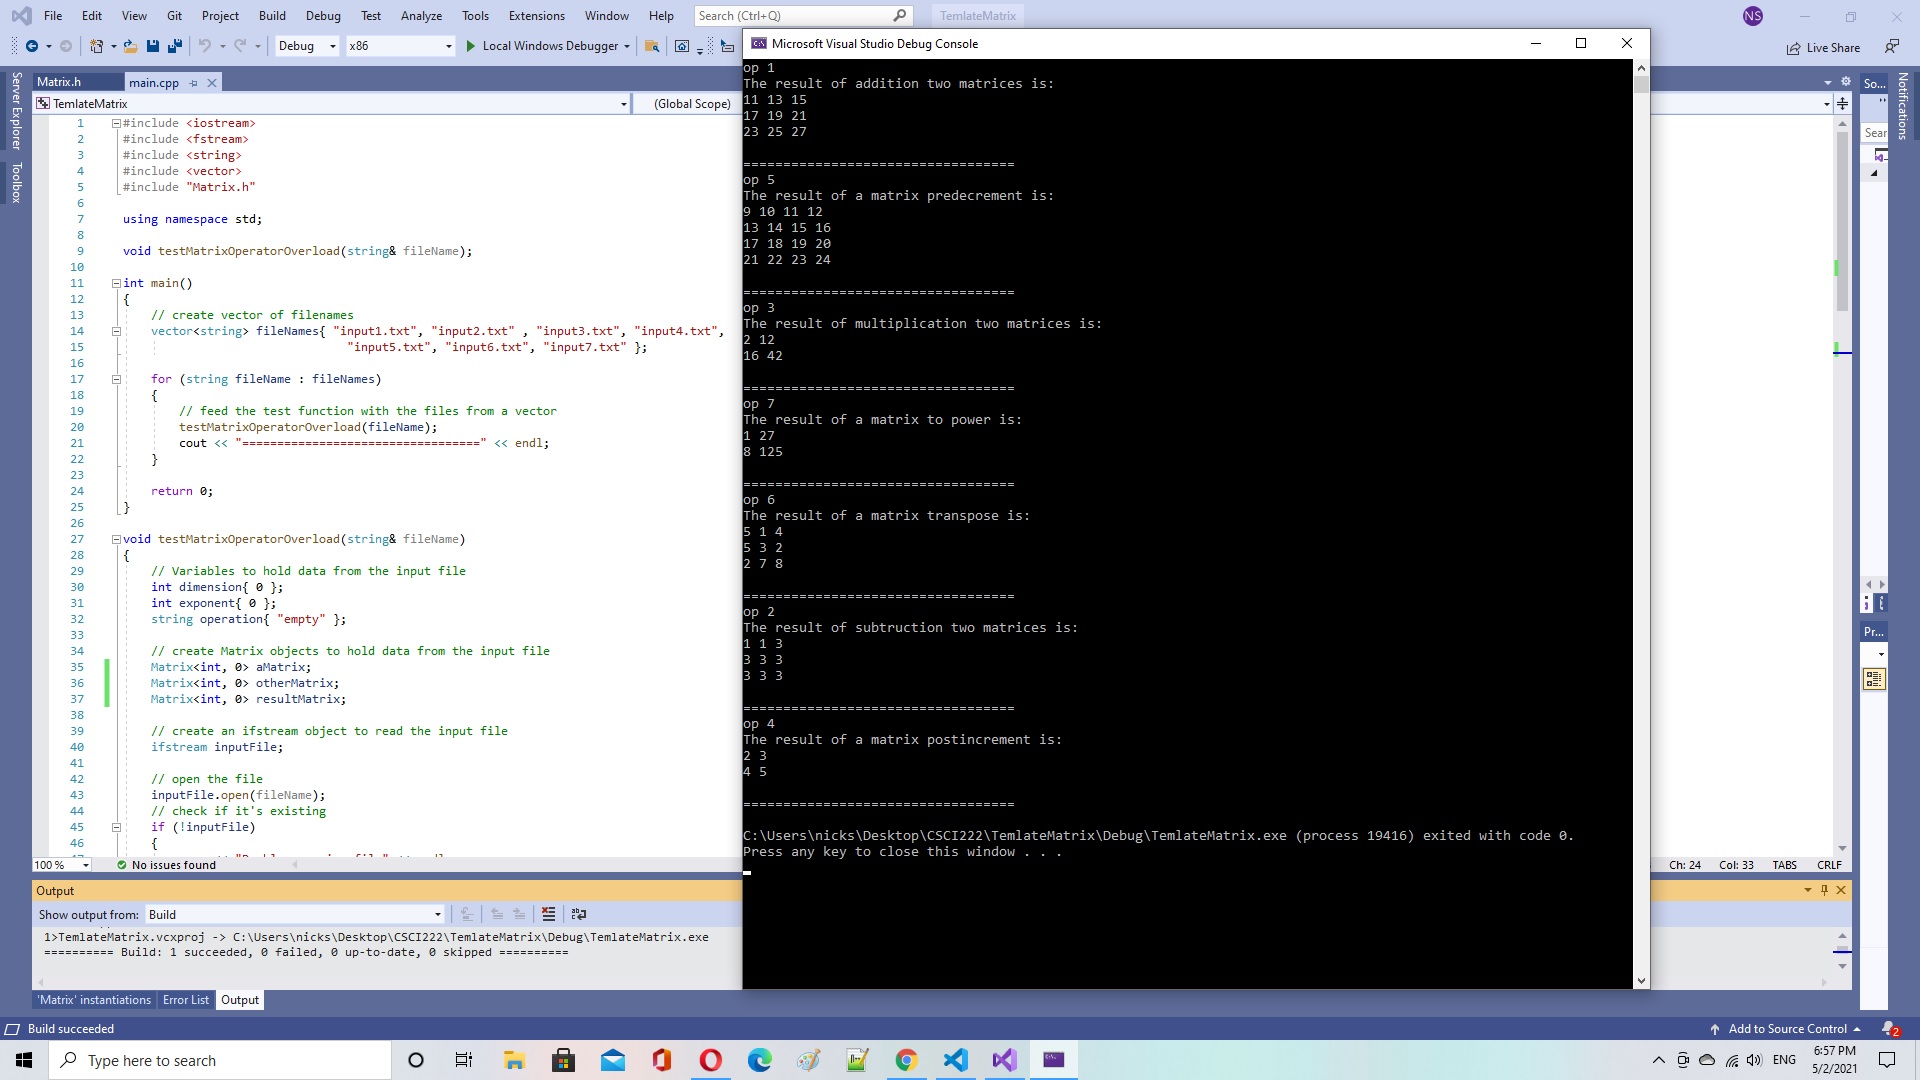 File Edit View Git Project Build Debug Test Analyze Tools Extensions Window Help Search (Ctrl+Q) TemlateMatrix NS
Debug x86 Local Windows Debugger Live Share
Server Explorer
Toolbox
Matrix.h main.cpp
TemlateMatrix (Global Scope)
1 #include <iostream>
2 #include <fstream>
3 #include <string>
4 #include <vector>
5 #include "Matrix.h"
6
7 using namespace std;
8
9 void testMatrixOperatorOverload(string& fileName);
10
11 int main()
12 {
13 // create vector of filenames
14 vector<string> fileNames{ "input1.txt", "input2.txt" , "input3.txt", "input4.txt",
15 "input5.txt", "input6.txt", "input7.txt" };
16
17 for (string fileName : fileNames)
18 {
19 // feed the test function with the files from a vector
20 testMatrixOperatorOverload(fileName);
21 cout << "==================================" << endl;
22 }
23
24 return 0;
25 }
26
27 void testMatrixOperatorOverload(string& fileName)
28 {
29 // Variables to hold data from the input file
30 int dimension{ 0 };
31 int exponent{ 0 };
32 string operation{ "empty" };
33
34 // create Matrix objects to hold data from the input file
35 Matrix<int, 0> aMatrix;
36 Matrix<int, 0> otherMatrix;
37 Matrix<int, 0> resultMatrix;
38
39 // create an ifstream object to read the input file
40 ifstream inputFile;
41
42 // open the file
43 inputFile.open(fileName);
44 // check if it's existing
45 if (!inputFile)
46 {
100 % No issues found
Microsoft Visual Studio Debug Console
op 1
The result of addition two matrices is:
11 13 15
17 19 21
23 25 27
==================================
op 5
The result of a matrix predecrement is:
9 10 11 12
13 14 15 16
17 18 19 20
21 22 23 24
==================================
op 3
The result of multiplication two matrices is:
2 12
16 42
==================================
op 7
The result of a matrix to power is:
1 27
8 125
==================================
op 6
The result of a matrix transpose is:
5 1 4
5 3 2
2 7 8
==================================
op 2
The result of subtruction two matrices is:
1 1 3
3 3 3
3 3 3
==================================
op 4
The result of a matrix postincrement is:
2 3
4 5
==================================
C:\Users\nicks\Desktop\CSCI222\TemlateMatrix\Debug\TemlateMatrix.exe (process 19416) exited with code 0.
Press any key to close this window . . .
So...
Sear
Pr...
Notifications
Ch: 24 Col: 33 TABS CRLF
Output
Show output from: Build
1>TemlateMatrix.vcxproj -> C:\Users\nicks\Desktop\CSCI222\TemlateMatrix\Debug\TemlateMatrix.exe
========== Build: 1 succeeded, 0 failed, 0 up-to-date, 0 skipped ==========
'Matrix' instantiations Error List Output
Build succeeded Add to Source Control 2
Type here to search ENG 6:57 PM
5/2/2021